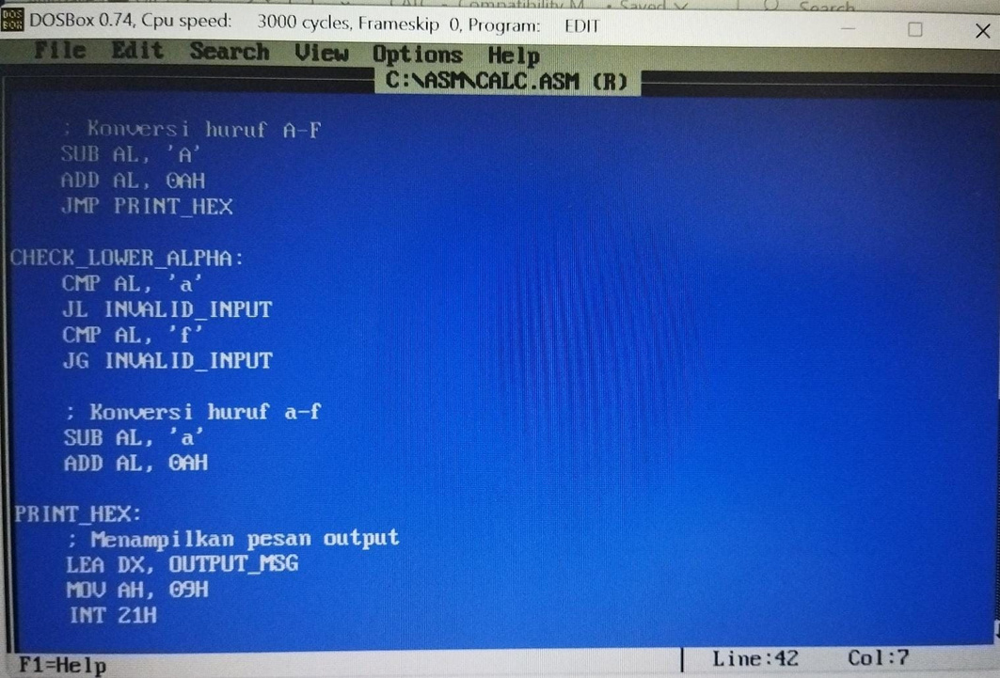 DOSBox 0.74, Cpu speed: 3000 cycles, Frameskip 0, Program: EDIT
File Edit Search View Options Help
C:\ASM\CALC.ASM (R)
; Konversi huruf A-F
SUB AL, 'A'
ADD AL, 0AH
JMP PRINT_HEX
CHECK_LOWER_ALPHA:
CMP AL, 'a'
JL INVALID_INPUT
CMP AL, 'f'
JG INVALID_INPUT
; Konversi huruf a-f
SUB AL, 'a'
ADD AL, 0AH
PRINT_HEX:
; Menampilkan pesan output
LEA DX, OUTPUT_MSG
MOV AH, 09H
INT 21H
F1=Help Line:42 Col:7